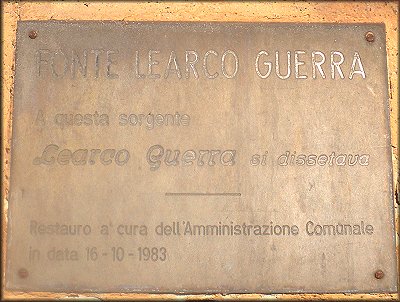 FONTE LEARCO GUERRA
A questa sorgente
Learco Guerra si dissetava
Restauro a' cura dell'Amministrazione Comunale
in data 16-10-1983